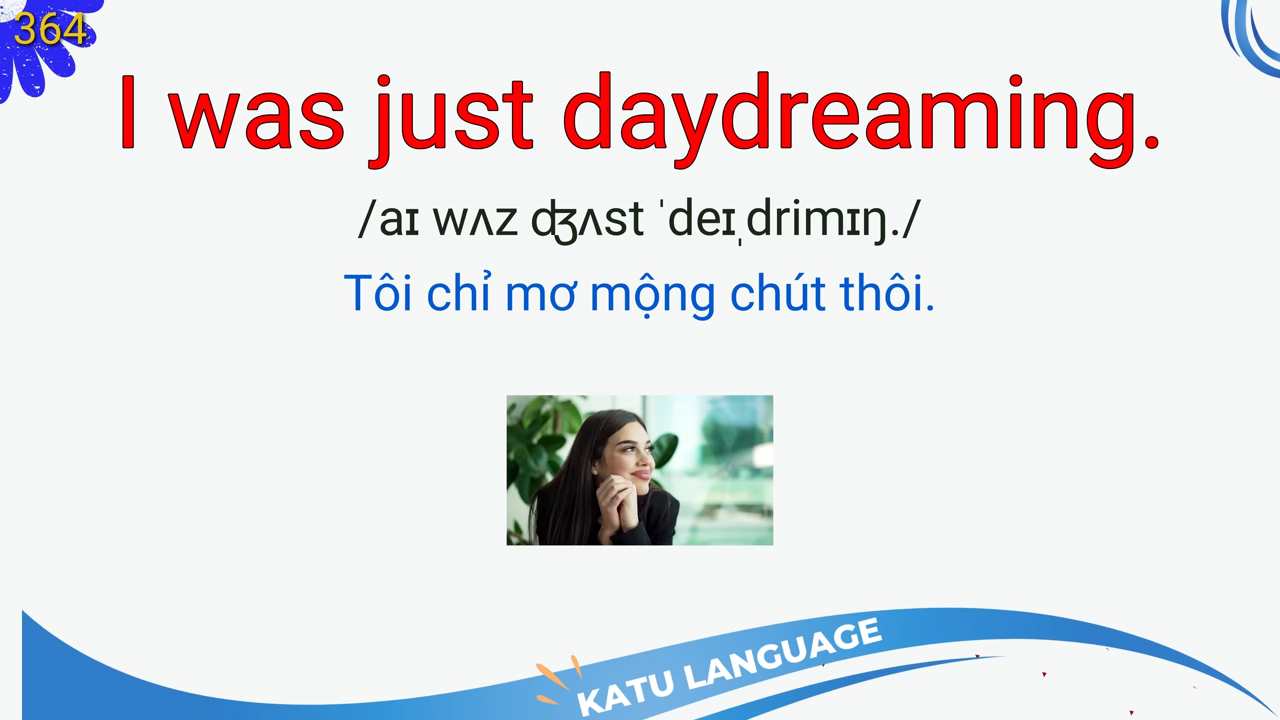 364
I was just daydreaming.
/aɪ wʌz ʤʌst ˈdeɪˌdrimɪŋ./
Tôi chỉ mơ mộng chút thôi.
KATU LANGUAGE